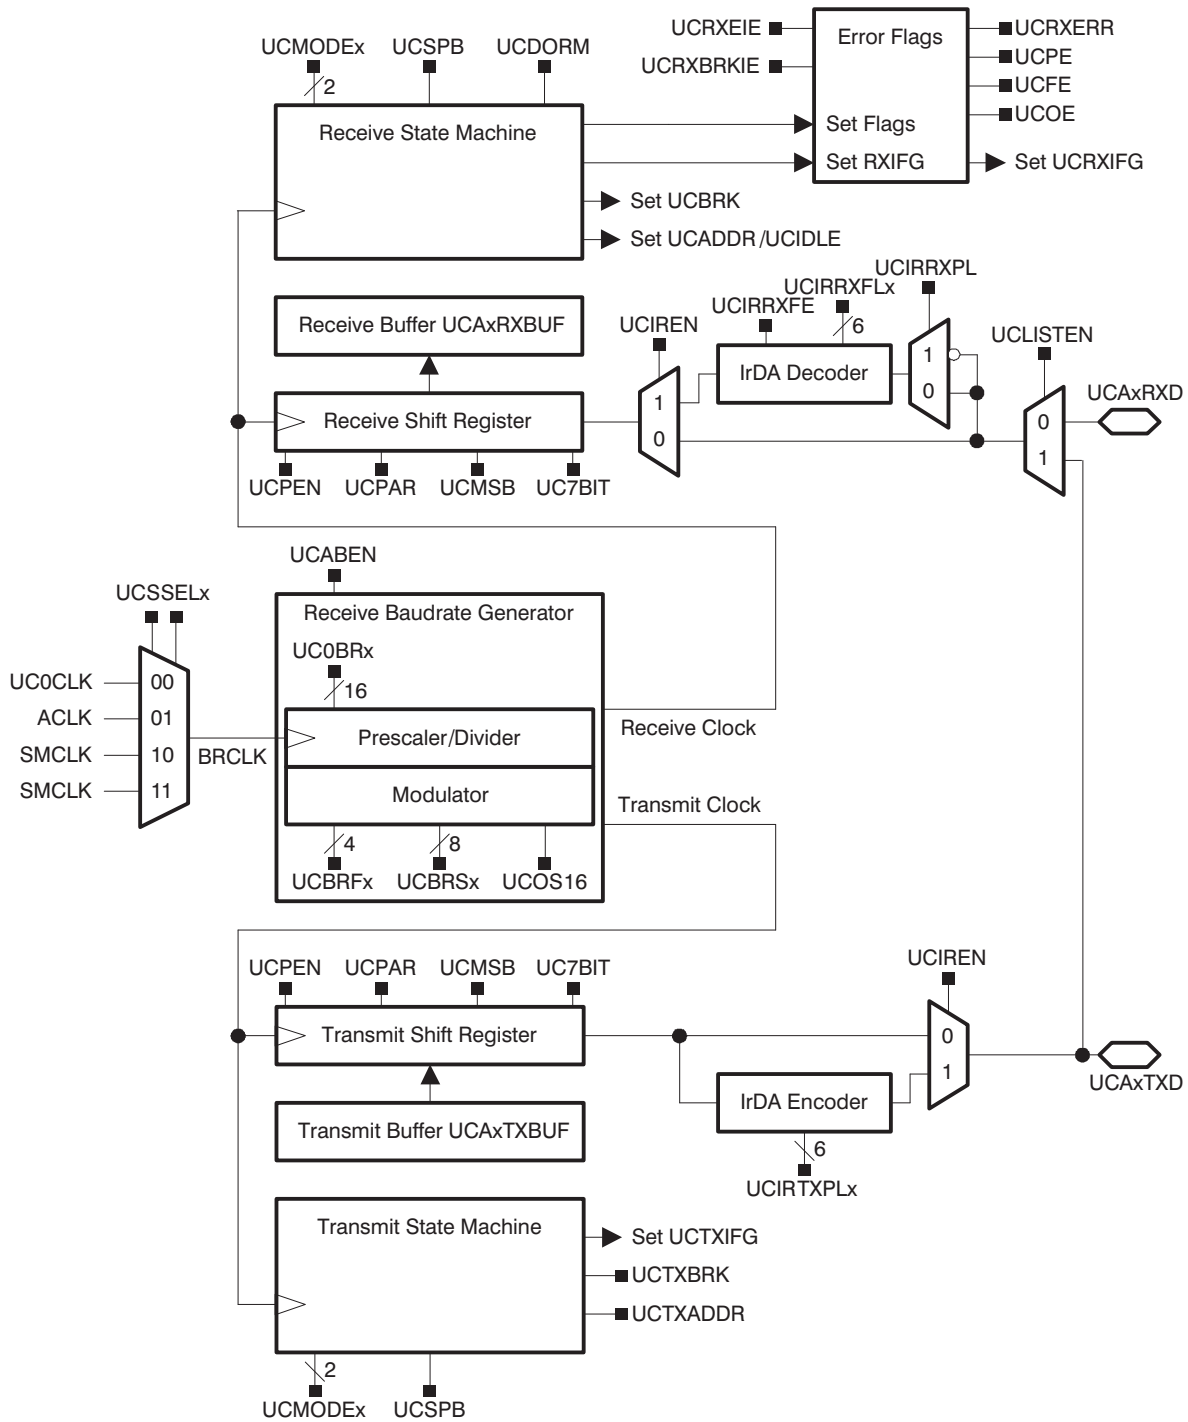 UCMODEx UCSPB UCDORM
2
Receive State Machine
UCRXEIE
UCRXBRKIE
Error Flags
Set Flags
Set RXIFG
UCRXERR
UCPE
UCFE
UCOE
Set UCRXIFG
Set UCBRK
Set UCADDR /UCIDLE
Receive Buffer UCAxRXBUF
Receive Shift Register
UCPEN UCPAR UCMSB UC7BIT
UCIREN
1
0
UCIRRXFE
UCIRRXFLx
6
IrDA Decoder
UCIRRXPL
1
0
UCLISTEN
0
1
UCAxRXD
UCABEN
Receive Baudrate Generator
UCSSELx
UC0CLK 00
ACLK 01
SMCLK 10
SMCLK 11
BRCLK
UC0BRx
16
Prescaler/Divider
Modulator
4
8
UCBRFx UCBRSx UCOS16
Receive Clock
Transmit Clock
UCPEN UCPAR UCMSB UC7BIT
Transmit Shift Register
Transmit Buffer UCAxTXBUF
UCIREN
0
1
IrDA Encoder
6
UCIRTXPLx
UCAxTXD
Transmit State Machine
Set UCTXIFG
UCTXBRK
UCTXADDR
2
UCMODEx UCSPB